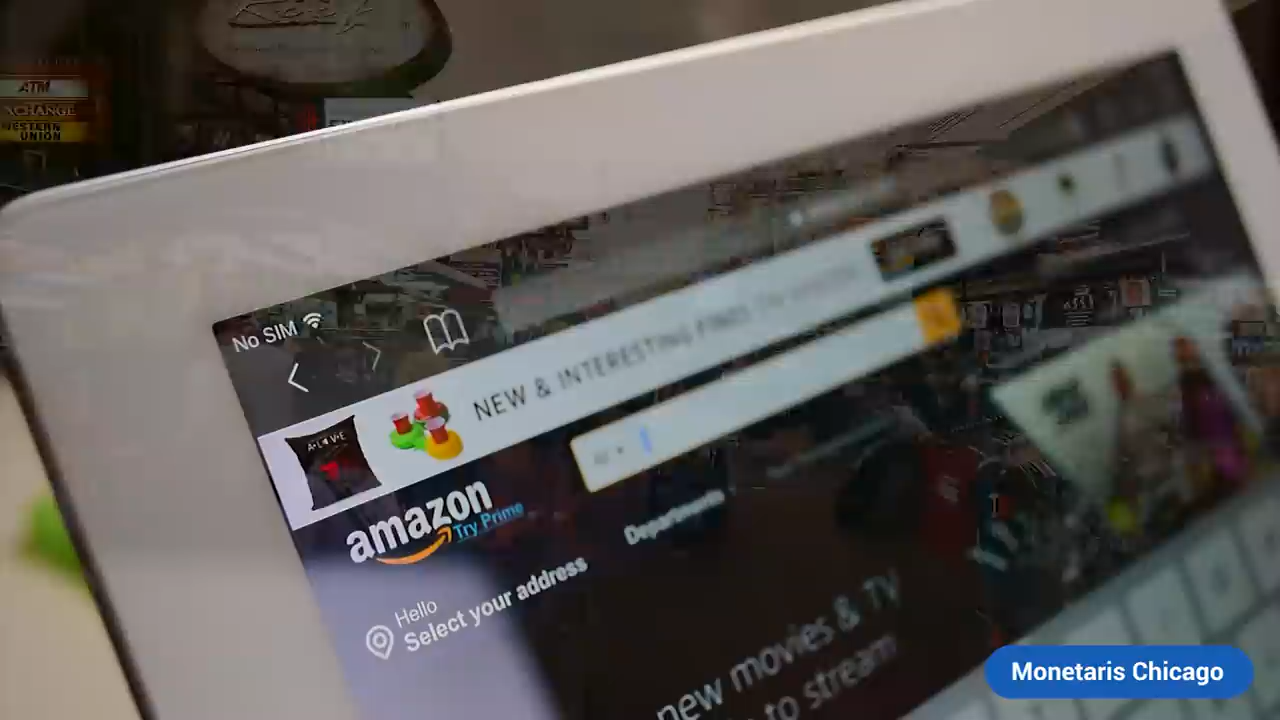 ATM
XCHANGE
WESTERN
UNION
No SIM
A·L♥V·E
NEW & INTERESTING FINDS
amazon
Try Prime
Departments
Hello
Select your address
new movies & TV
to stream
Monetaris Chicago